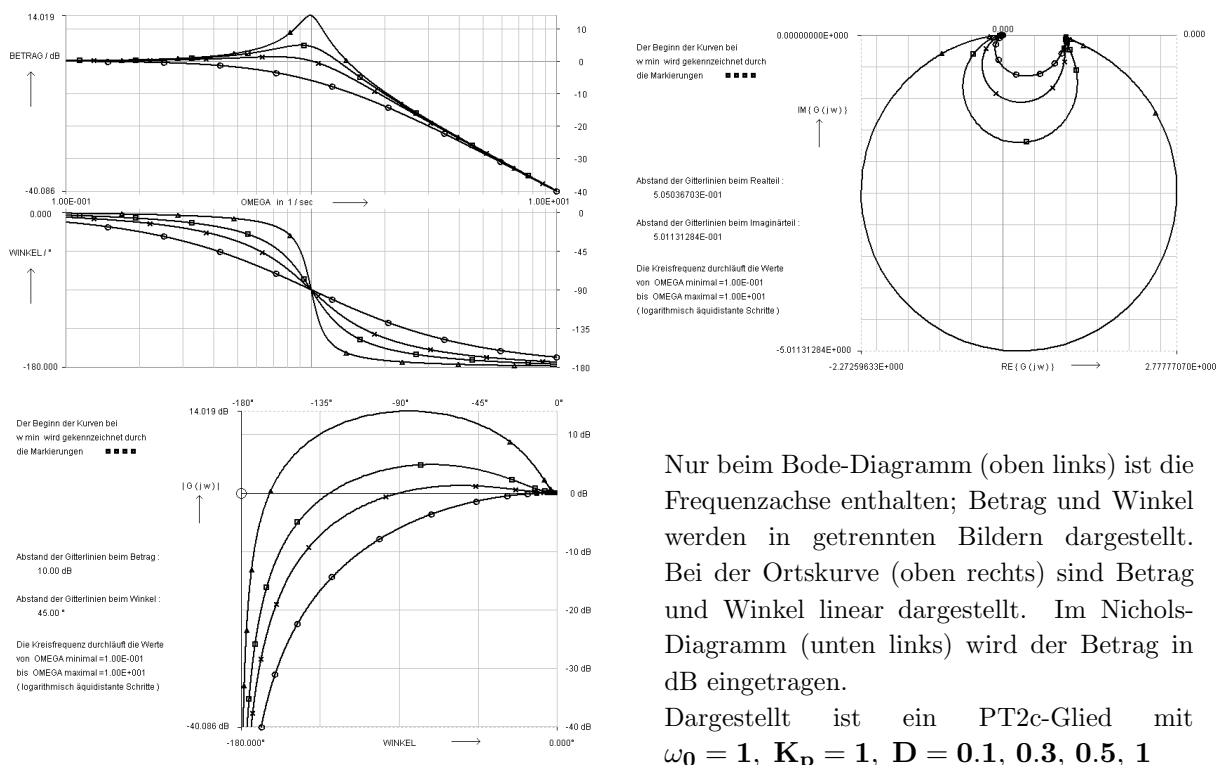 14.019
10
BETRAG / dB
0
-10
-20
-30
-40.086
-40
1.00E-001
OMEGA in 1 / sec
1.00E+001
0.000
0
-45
WINKEL / °
-90
-135
-180.000
-180
0.000
0.00000000E+000
0.000
Der Beginn der Kurven bei
w min wird gekennzeichnet durch
die Markierungen
IM { G ( j w ) }
Abstand der Gitterlinien beim Realteil :
5.05036703E-001
Abstand der Gitterlinien beim Imaginärteil :
5.01131284E-001
Die Kreisfrequenz durchläuft die Werte
von OMEGA minimal =1.00E-001
bis OMEGA maximal =1.00E+001
( logarithmisch äquidistante Schritte )
-5.01131284E+000
-2.27259633E+000
RE { G ( j w ) }
2.77777070E+000
-180° -135° -90° -45° 0°
14.019 dB
10 dB
Der Beginn der Kurven bei
w min wird gekennzeichnet durch
die Markierungen
| G ( j w ) |
0 dB
-10 dB
Abstand der Gitterlinien beim Betrag :
10.00 dB
Abstand der Gitterlinien beim Winkel :
45.00 °
-20 dB
Die Kreisfrequenz durchläuft die Werte
von OMEGA minimal =1.00E-001
bis OMEGA maximal =1.00E+001
( logarithmisch äquidistante Schritte )
-30 dB
-40.086 dB
-40 dB
-180.000°
WINKEL
0.000°
Nur beim Bode-Diagramm (oben links) ist die
Frequenzachse enthalten; Betrag und Winkel
werden in getrennten Bildern dargestellt.
Bei der Ortskurve (oben rechts) sind Betrag
und Winkel linear dargestellt. Im Nichols-
Diagramm (unten links) wird der Betrag in
dB eingetragen.
Dargestellt ist ein PT2c-Glied mit
ω₀ = 1, Kₚ = 1, D = 0.1, 0.3, 0.5, 1